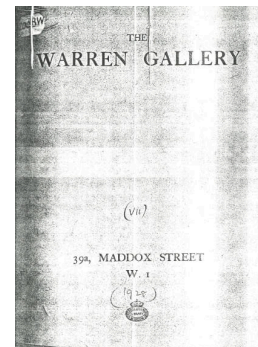 THE
WARREN GALLERY
(VII)
39a, MADDOX STREET
W. 1
(1928)